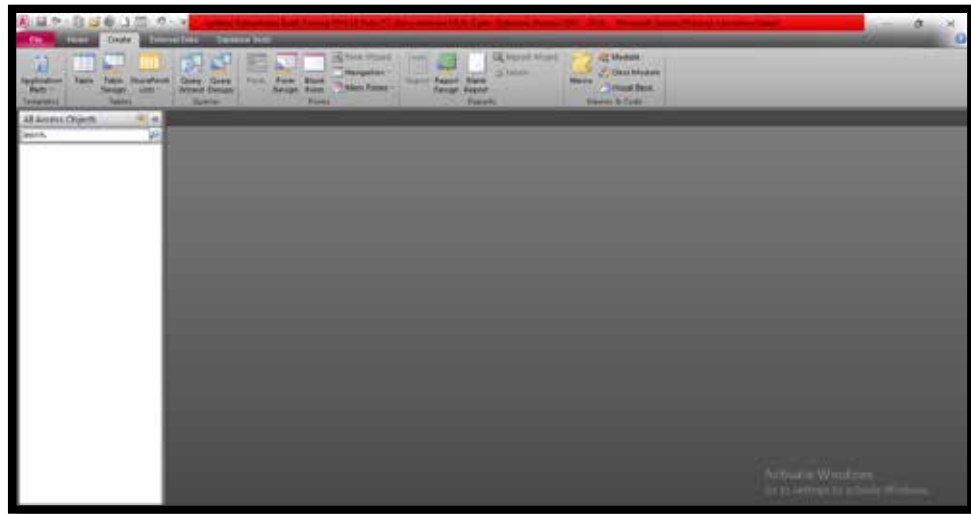 File Home Create External Data Database Tools
Application Parts Table Table Design SharePoint Lists Query Wizard Query Design Form Form Design Blank Form Form Wizard Navigation More Forms Report Report Design Blank Report Report Wizard Labels Macro Module Class Module Visual Basic
Templates Tables Queries Forms Reports Macros & Code
All Access Objects
Search..
Activate Windows
Go to Settings to activate Windows.